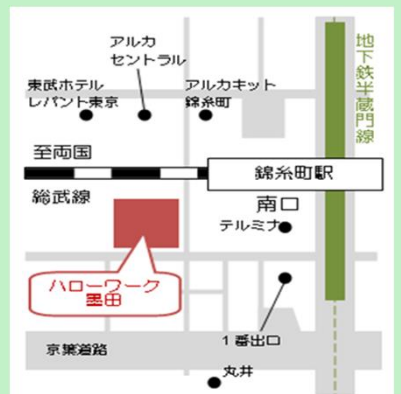 アルカ
セントラル
東武ホテル
レバント東京
アルカキット
錦糸町
地下鉄半蔵門線
至両国
錦糸町駅
総武線
南口
テルミナ
ハローワーク
墨田
1番出口
京葉道路
丸井